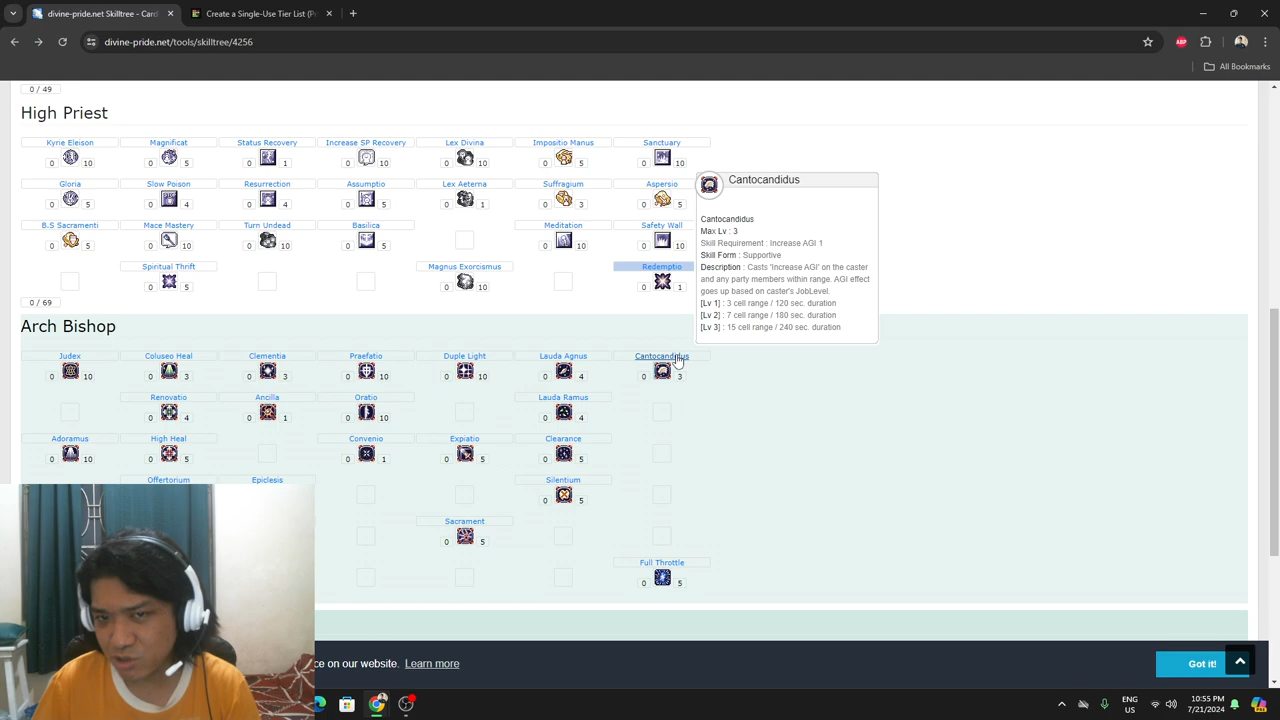 divine-pride.net/tools/skilltree/4256
divine-pride.net Skilltree - Card
Create a Single-Use Tier List (P
All Bookmarks
0 / 49
High Priest
Kyrie Eleison Magnificat Status Recovery Increase SP Recovery Lex Divina Impositio Manus Sanctuary
0 10 0 5 0 1 0 10 0 10 0 5 0 10
Gloria Slow Poison Resurrection Assumptio Lex Aeterna Suffragium Aspersio
0 5 0 4 0 4 0 5 0 1 0 3 0 5
B.S Sacramenti Mace Mastery Turn Undead Basilica Meditation Safety Wall
0 5 0 10 0 10 0 5 0 10 0 10
Spiritual Thrift Magnus Exorcismus Redemptio
0 5 0 10 0 1
0 / 69
Cantocandidus
Cantocandidus
Max Lv : 3
Skill Requirement : Increase AGI 1
Skill Form : Supportive
Description : Casts 'Increase AGI' on the caster
and any party members within range. AGI effect
goes up based on caster's JobLevel.
[Lv 1] : 3 cell range / 120 sec. duration
[Lv 2] : 7 cell range / 180 sec. duration
[Lv 3] : 15 cell range / 240 sec. duration
Arch Bishop
Judex Coluseo Heal Clementia Praefatio Duple Light Lauda Agnus Cantocandidus
0 10 0 3 0 3 0 10 0 10 0 4 0 3
Renovatio Ancilla Oratio Lauda Ramus
0 4 0 1 0 10 0 4
Adoramus High Heal Convenio Expiatio Clearance
0 10 0 5 0 1 0 5 0 5
Offertorium Epiclesis Silentium
0 5
Sacrament
0 5
Full Throttle
0 5
ce on our website. Learn more
Got it!
ENG
US
10:55 PM
7/21/2024